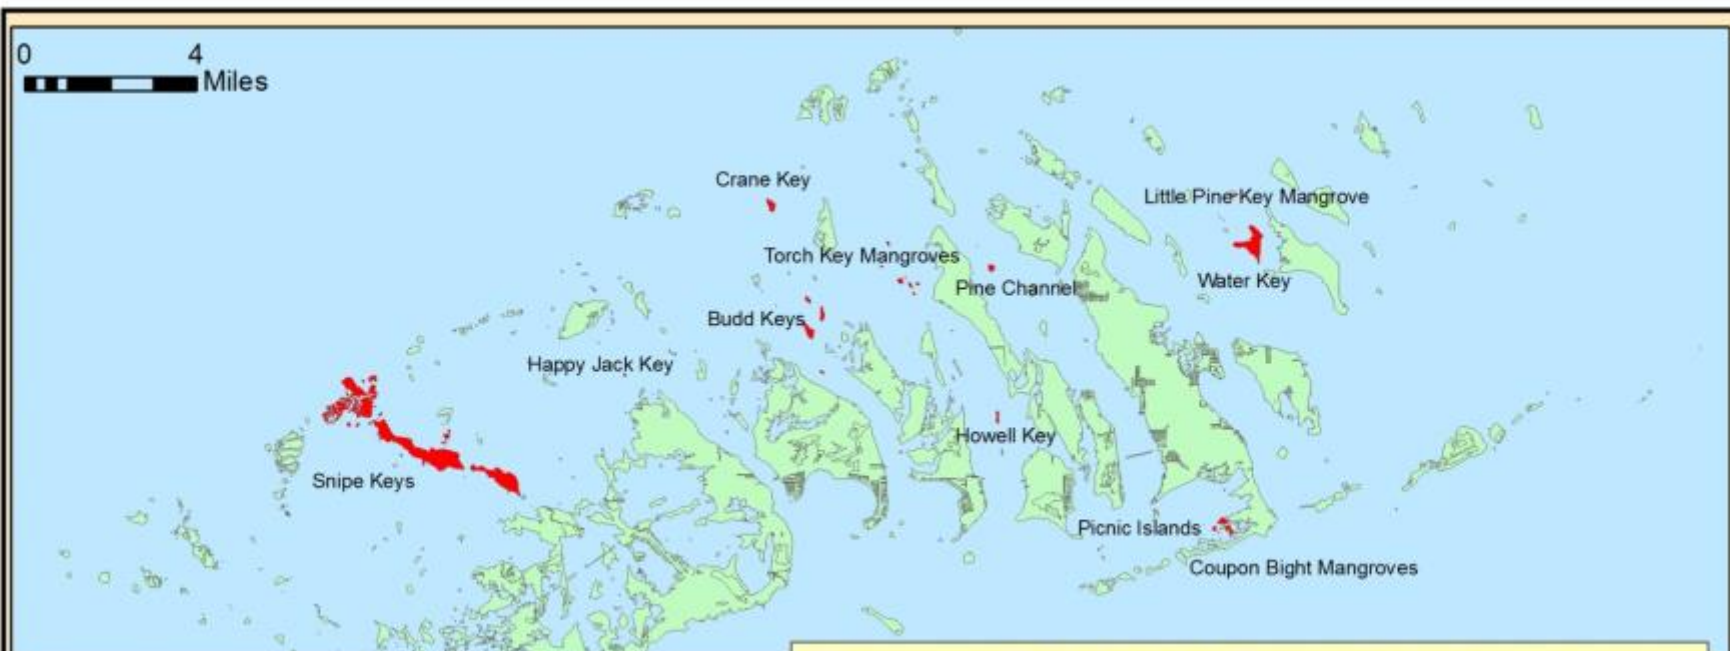 0 4
Miles
Crane Key
Little Pine Key Mangrove
Torch Key Mangroves
Pine Channel
Water Key
Budd Keys
Happy Jack Key
Howell Key
Snipe Keys
Picnic Islands
Coupon Bight Mangroves